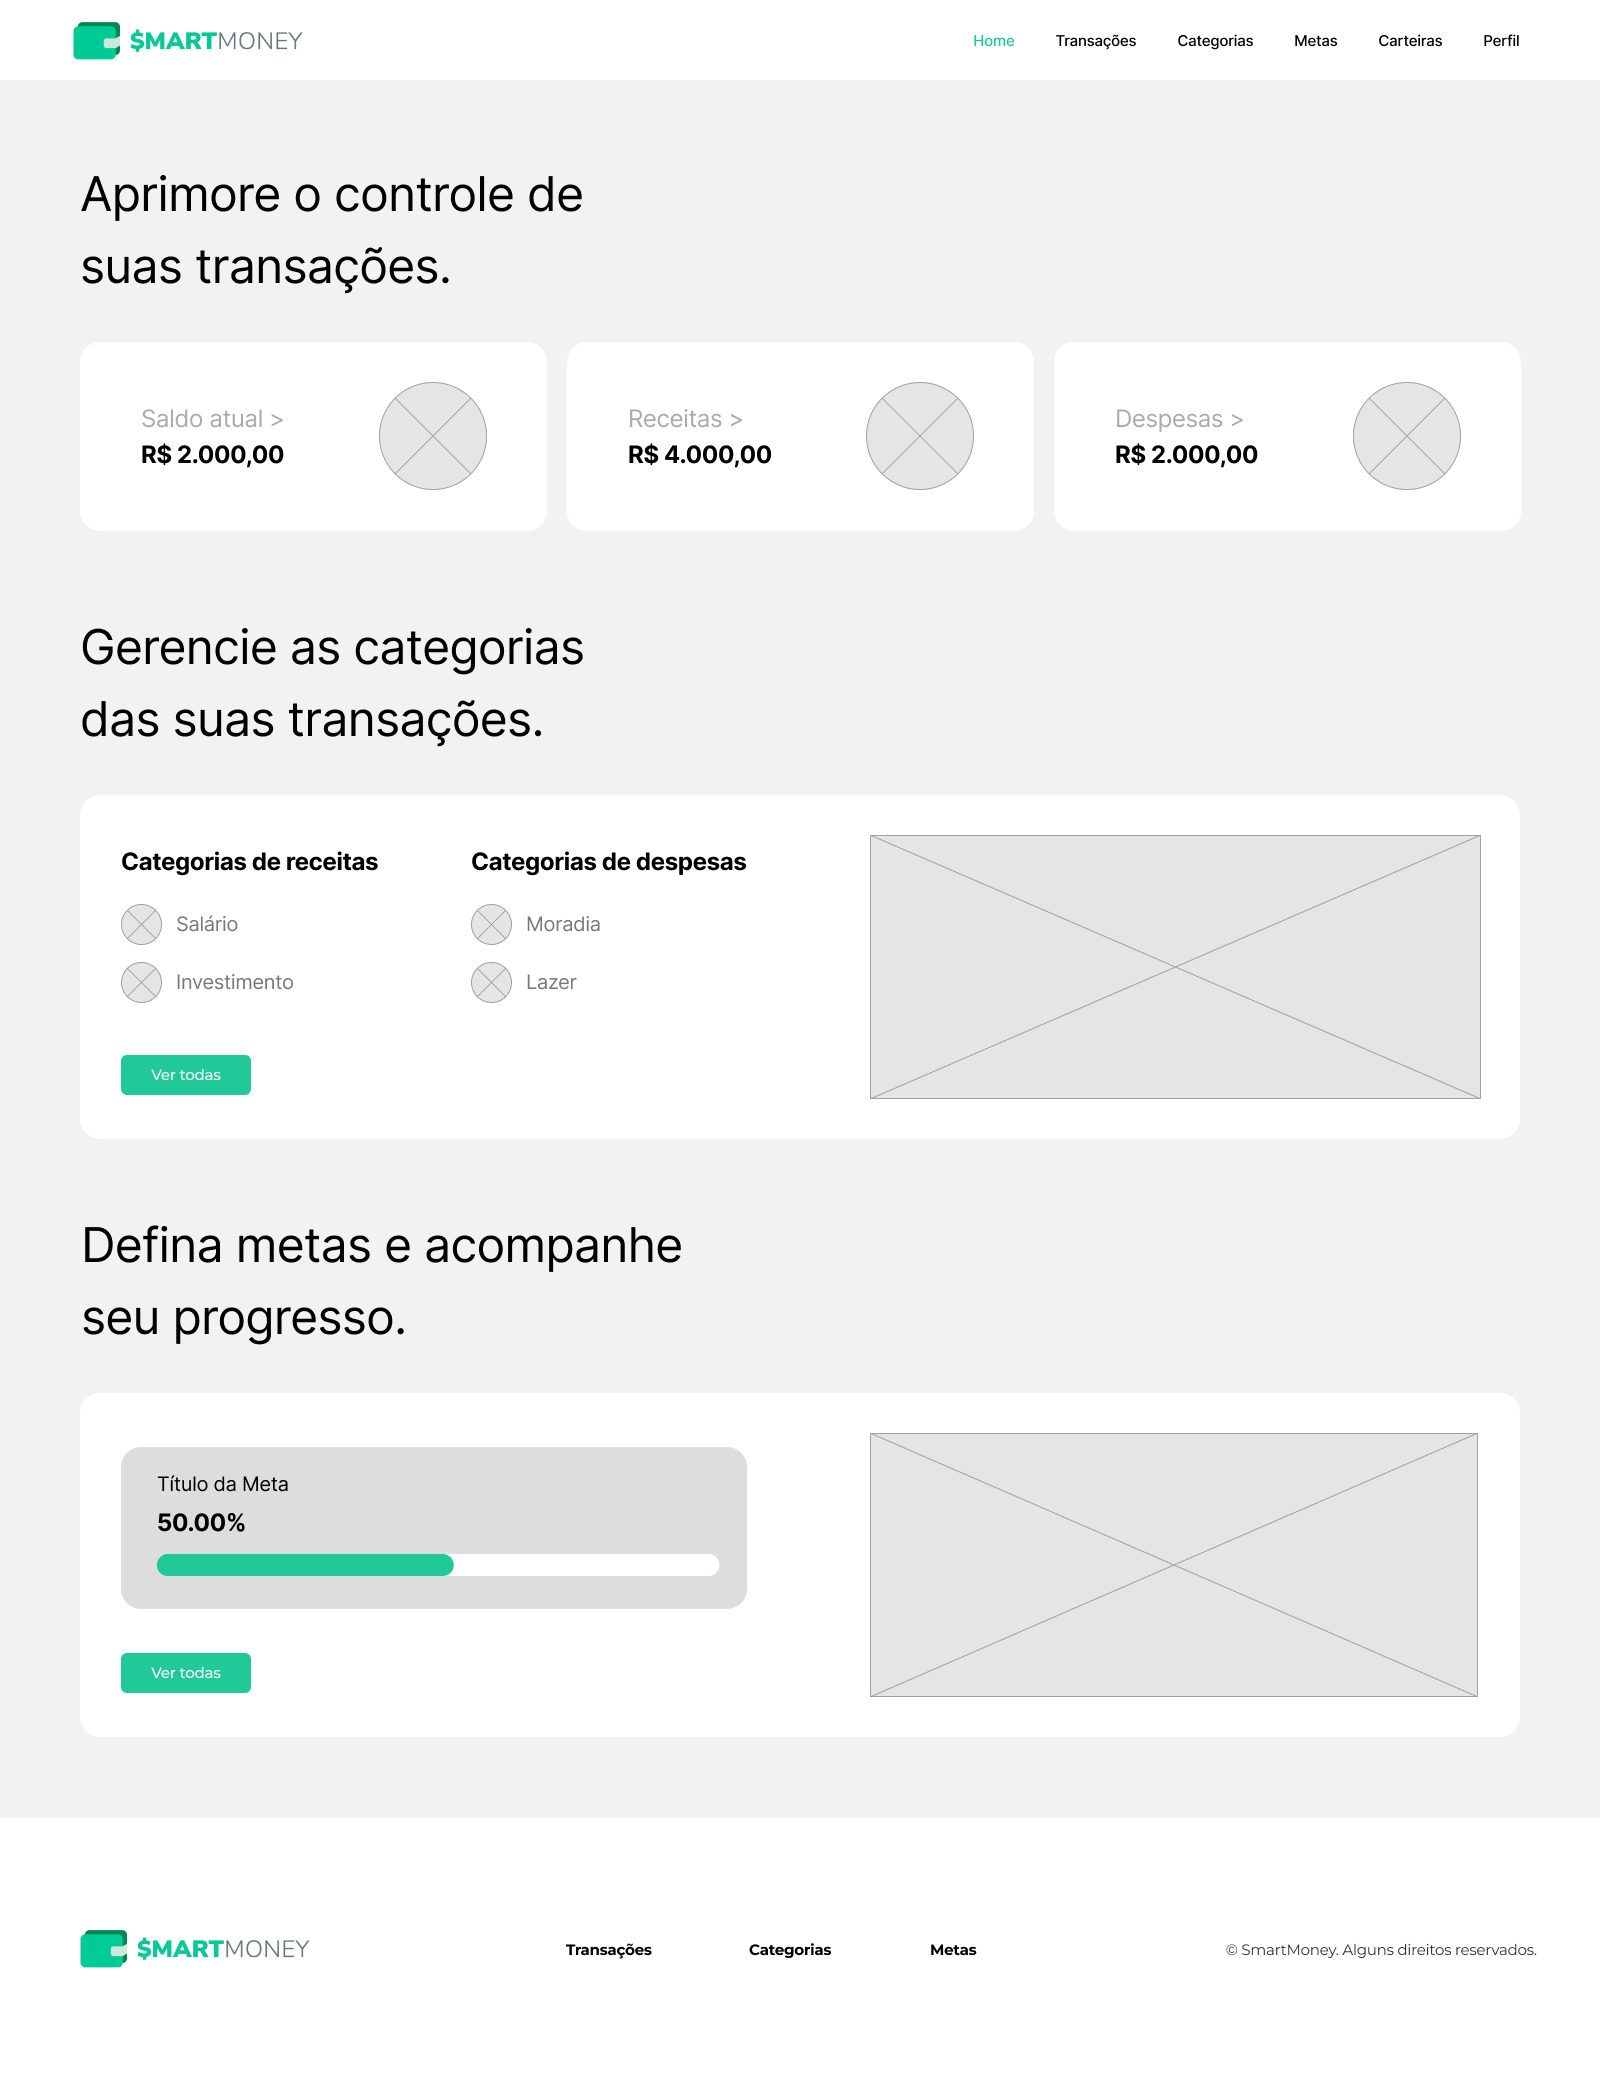 $MARTMONEY
Home Transações Categorias Metas Carteiras Perfil
Aprimore o controle de
suas transações.
Saldo atual >
R$ 2.000,00
Receitas >
R$ 4.000,00
Despesas >
R$ 2.000,00
Gerencie as categorias
das suas transações.
Categorias de receitas
Salário
Investimento
Categorias de despesas
Moradia
Lazer
Ver todas
Defina metas e acompanhe
seu progresso.
Título da Meta
50.00%
Ver todas
$MARTMONEY
Transações Categorias Metas
© SmartMoney. Alguns direitos reservados.